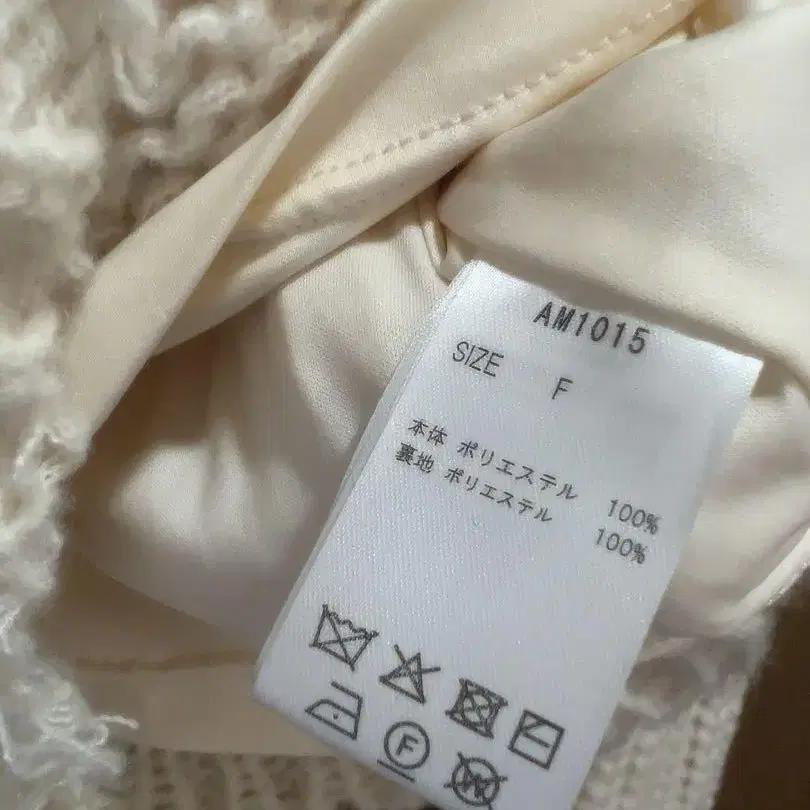 AM1015
SIZE F
本体 ポリエステル 100%
裏地 ポリエステル 100%
F
W